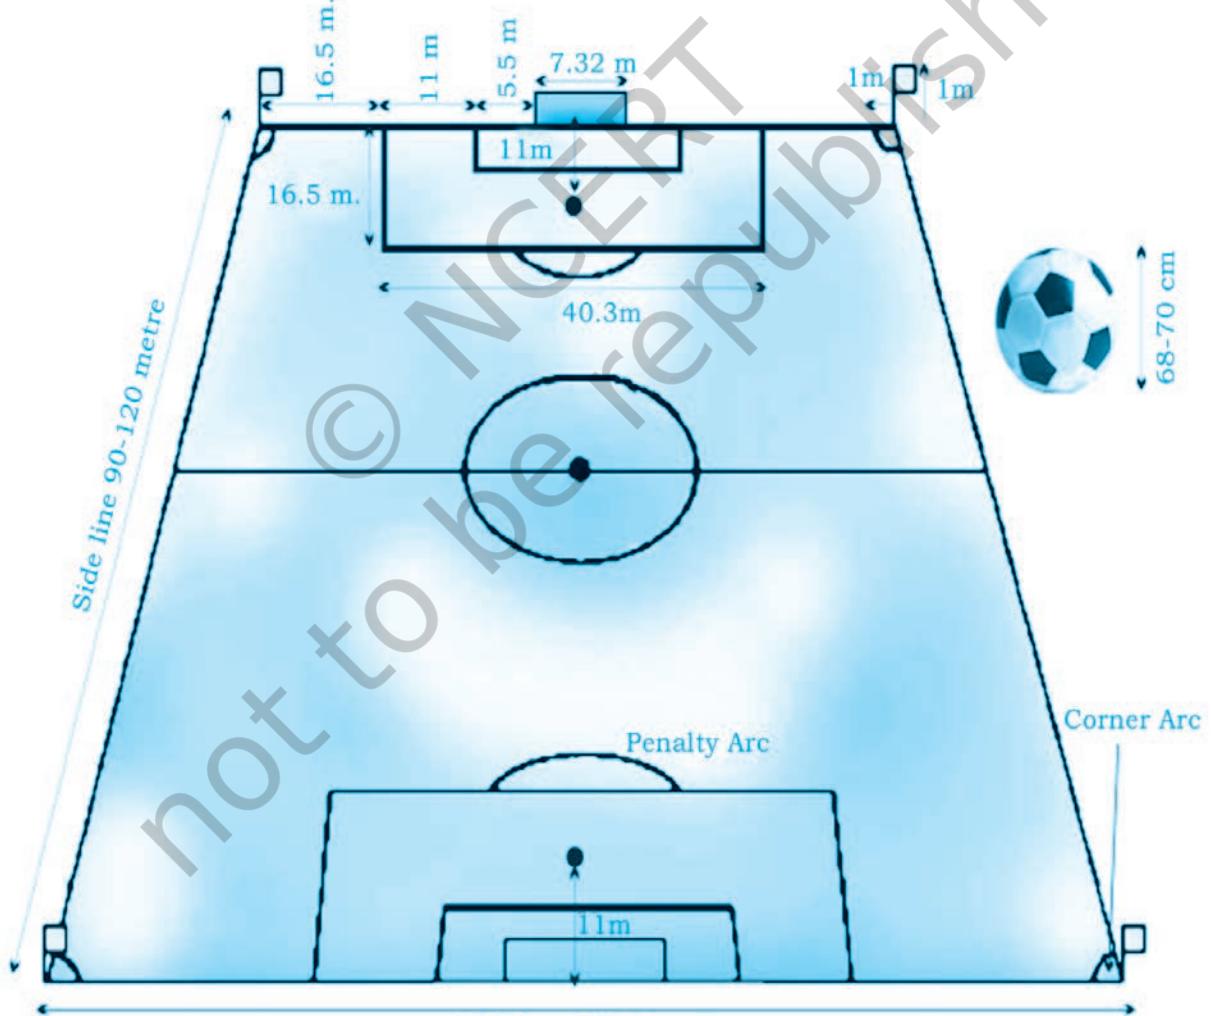 16.5 m.
11 m
5.5 m
7.32 m
1m
1m
11m
16.5 m.
40.3m
68-70 cm
Side line 90-120 metre
Penalty Arc
Corner Arc
11m
© NCERT
not to be republish